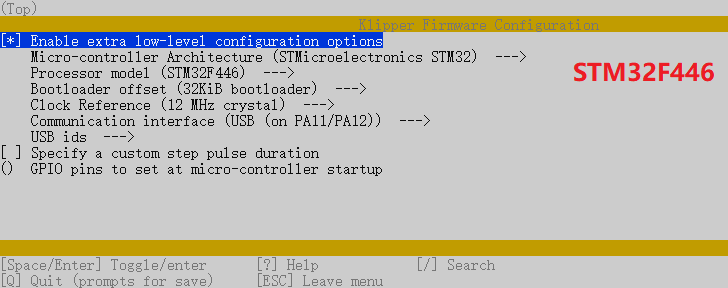 (Top)
Klipper Firmware Configuration
[*] Enable extra low-level configuration options
Micro-controller Architecture (STMicroelectronics STM32) --->
Processor model (STM32F446) --->
STM32F446
Bootloader offset (32KiB bootloader) --->
Clock Reference (12 MHz crystal) --->
Communication interface (USB (on PA11/PA12)) --->
USB ids --->
[ ] Specify a custom step pulse duration
() GPIO pins to set at micro-controller startup
[Space/Enter] Toggle/enter [?] Help [/] Search
[Q] Quit (prompts for save) [ESC] Leave menu